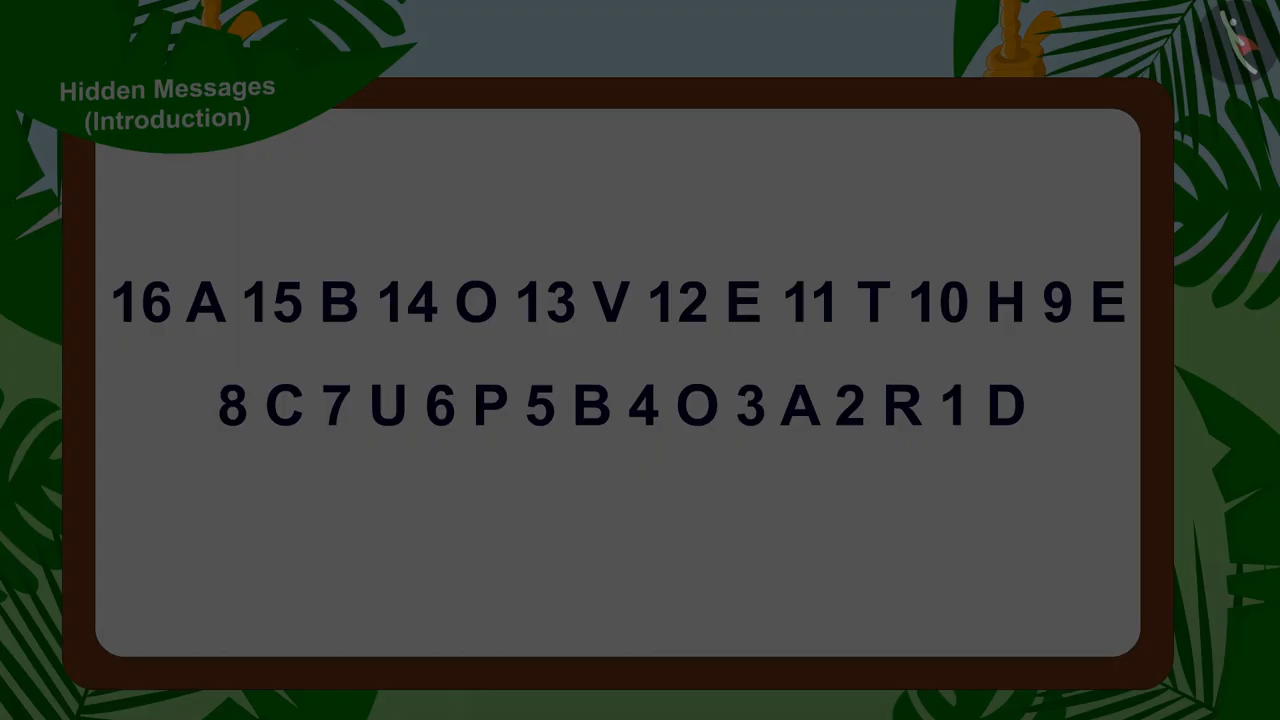 Hidden Messages
(Introduction)
16 A 15 B 14 O 13 V 12 E 11 T 10 H 9 E
8 C 7 U 6 P 5 B 4 O 3 A 2 R 1 D